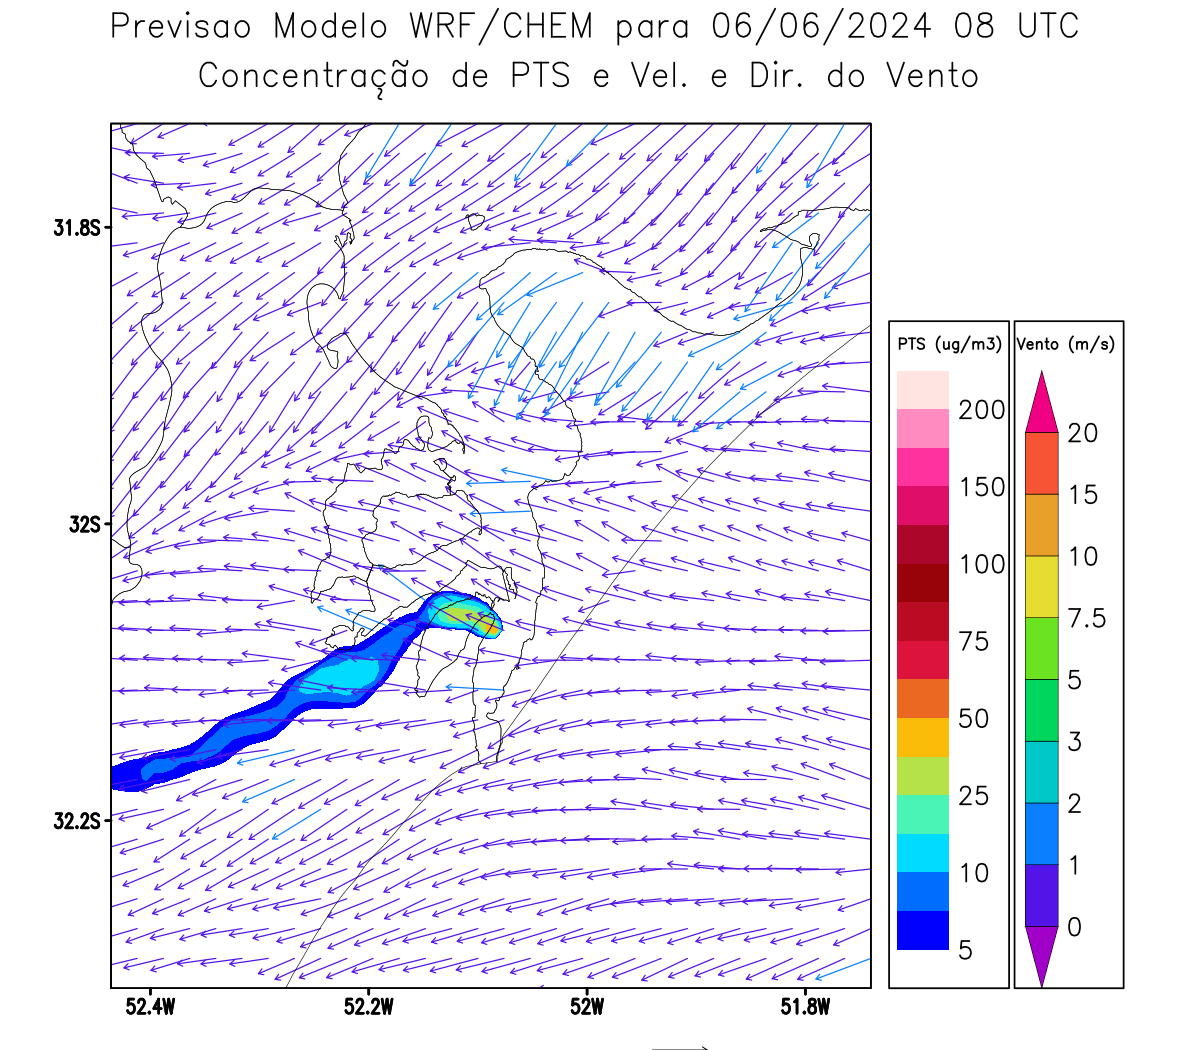 Previsao Modelo WRF/CHEM para 06/06/2024 08 UTC
Concentração de PTS e Vel. e Dir. do Vento
31.8S
32S
32.2S
52.4W 52.2W 52W 51.8W
PTS (ug/m3)
200
150
100
75
50
25
10
5
Vento (m/s)
20
15
10
7.5
5
3
2
1
0